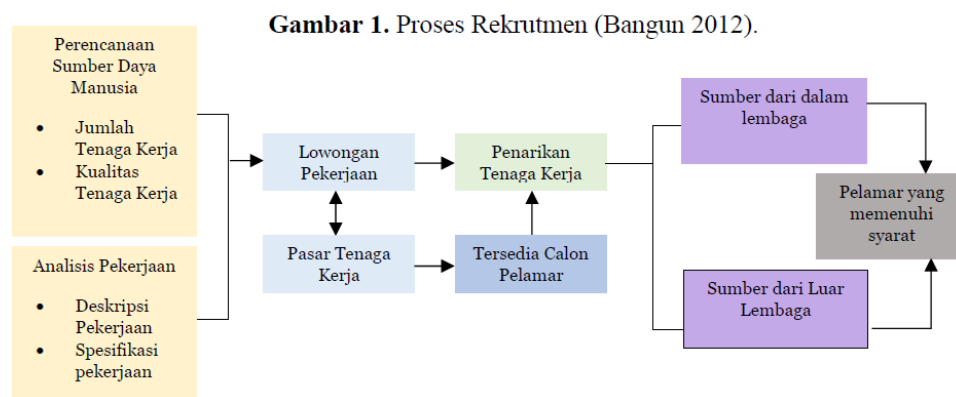 Gambar 1. Proses Rekrutmen (Bangun 2012).
Perencanaan
Sumber Daya
Manusia
• Jumlah
Tenaga Kerja
• Kualitas
Tenaga Kerja
Analisis Pekerjaan
• Deskripsi
Pekerjaan
• Spesifikasi
pekerjaan
Lowongan
Pekerjaan
Pasar Tenaga
Kerja
Penarikan
Tenaga Kerja
Tersedia Calon
Pelamar
Sumber dari dalam
lembaga
Sumber dari Luar
Lembaga
Pelamar yang
memenuhi
syarat